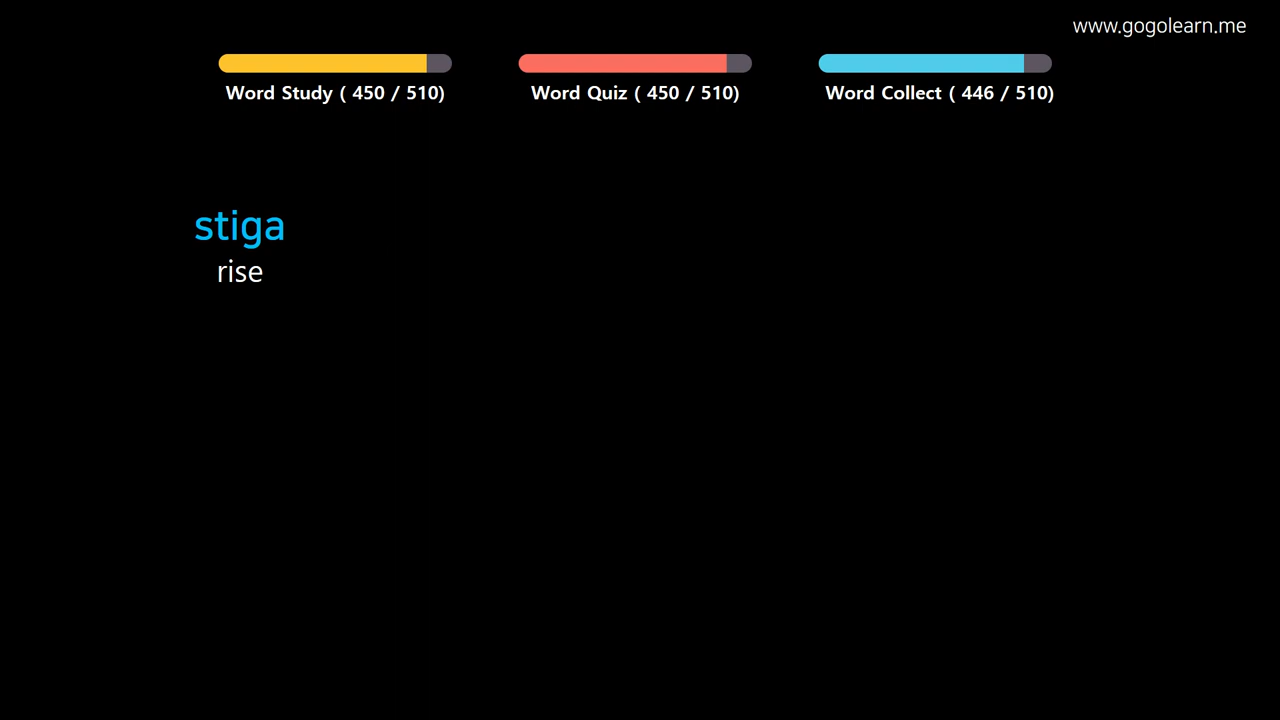 www.gogolearn.me
Word Study ( 450 / 510)
Word Quiz ( 450 / 510)
Word Collect ( 446 / 510)
stiga
rise